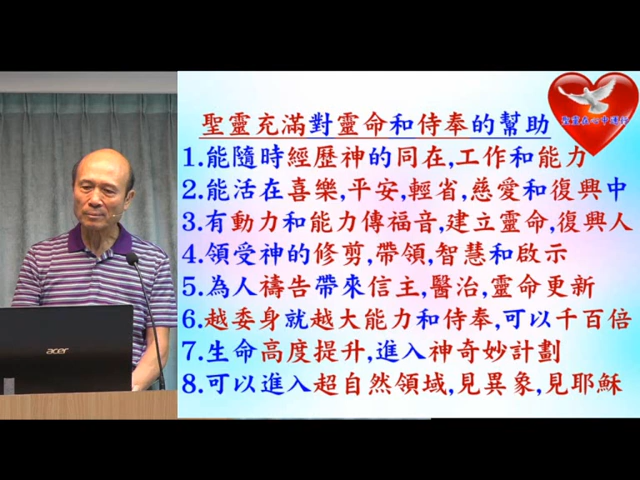 聖靈充滿對靈命和侍奉的幫助
聖靈在心中運行
1.能隨時經歷神的同在,工作和能力
2.能活在喜樂,平安,輕省,慈愛和復興中
3.有動力和能力傳福音,建立靈命,復興人
4.領受神的修剪,帶領,智慧和啟示
5.為人禱告帶來信主,醫治,靈命更新
6.越委身就越大能力和侍奉,可以千百倍
7.生命高度提升,進入神奇妙計劃
8.可以進入超自然領域,見異象,見耶穌
acer